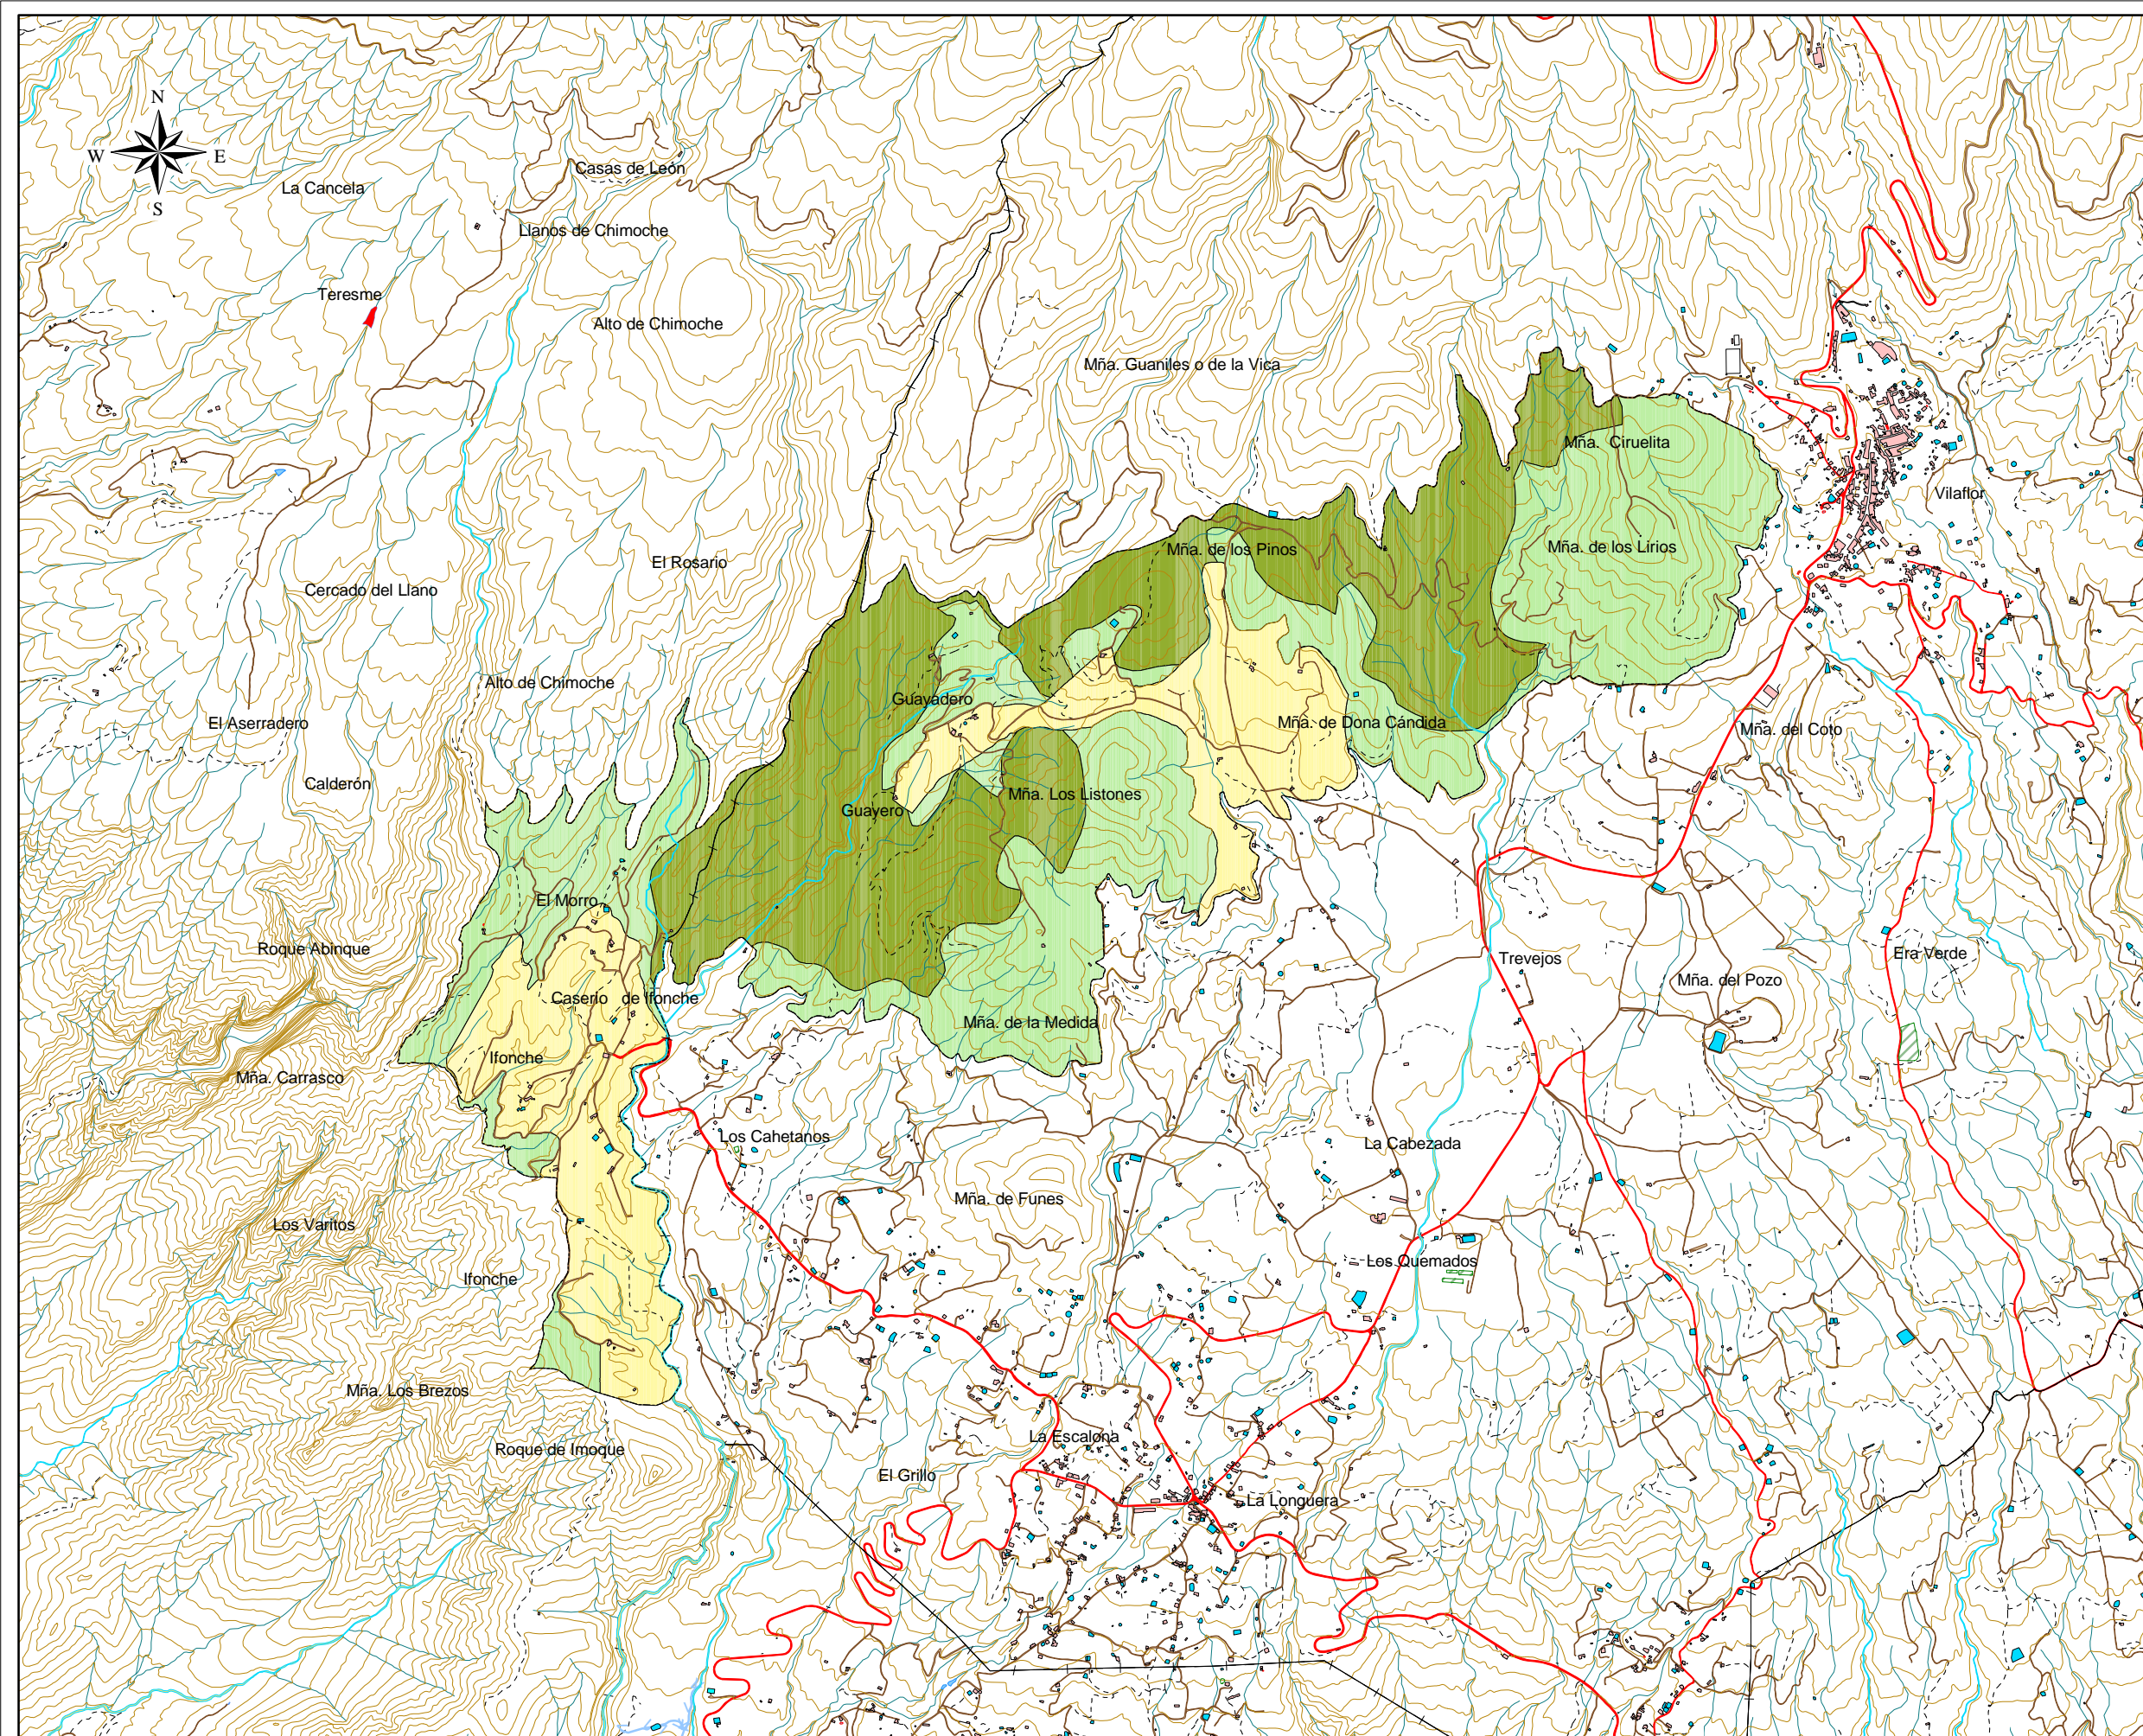 N
W E
S
Casas de León
La Cancela
Llanos de Chimoche
Teresme
Alto de Chimoche
Mña. Guaniles o de la Vica
Mña. Ciruelita
Vilaflor
Mña. de los Pinos
Mña. de los Lirios
El Rosario
Cercado del Llano
Alto de Chimoche
Guayadero
El Aserradero
Mña. de Dona Cándida
Mña. del Coto
Calderón
Mña. Los Listones
Guayero
El Morro
Roque Abinque
Era Verde
Trevejos
Mña. del Pozo
Caserio de Ifonche
Mña. de la Medida
Ifonche
Mña. Carrasco
Los Cahetanos
La Cabezada
Mña. de Funes
Los Varitos
Los Quemados
Ifonche
Mña. Los Brezos
La Escalona
Roque de Imoque
El Grillo
La Longuera